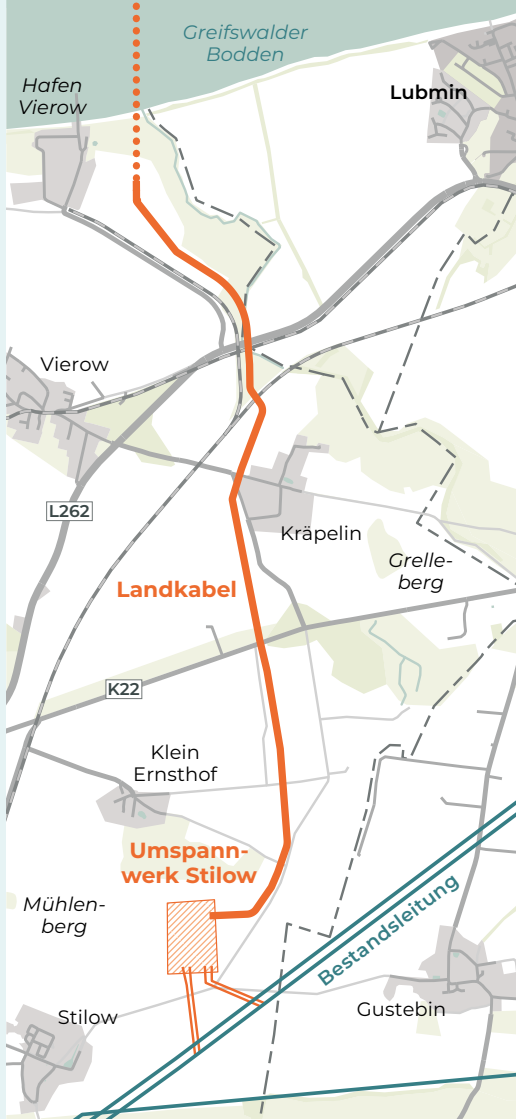 Greifswalder
Bodden
Hafen
Vierow
Lubmin
Vierow
L262
Kräpelin
Grelle-
berg
Landkabel
K22
Klein
Ernsthof
Umspann-
werk Stilow
Mühlen-
berg
Bestandsleitung
Stilow
Gustebin